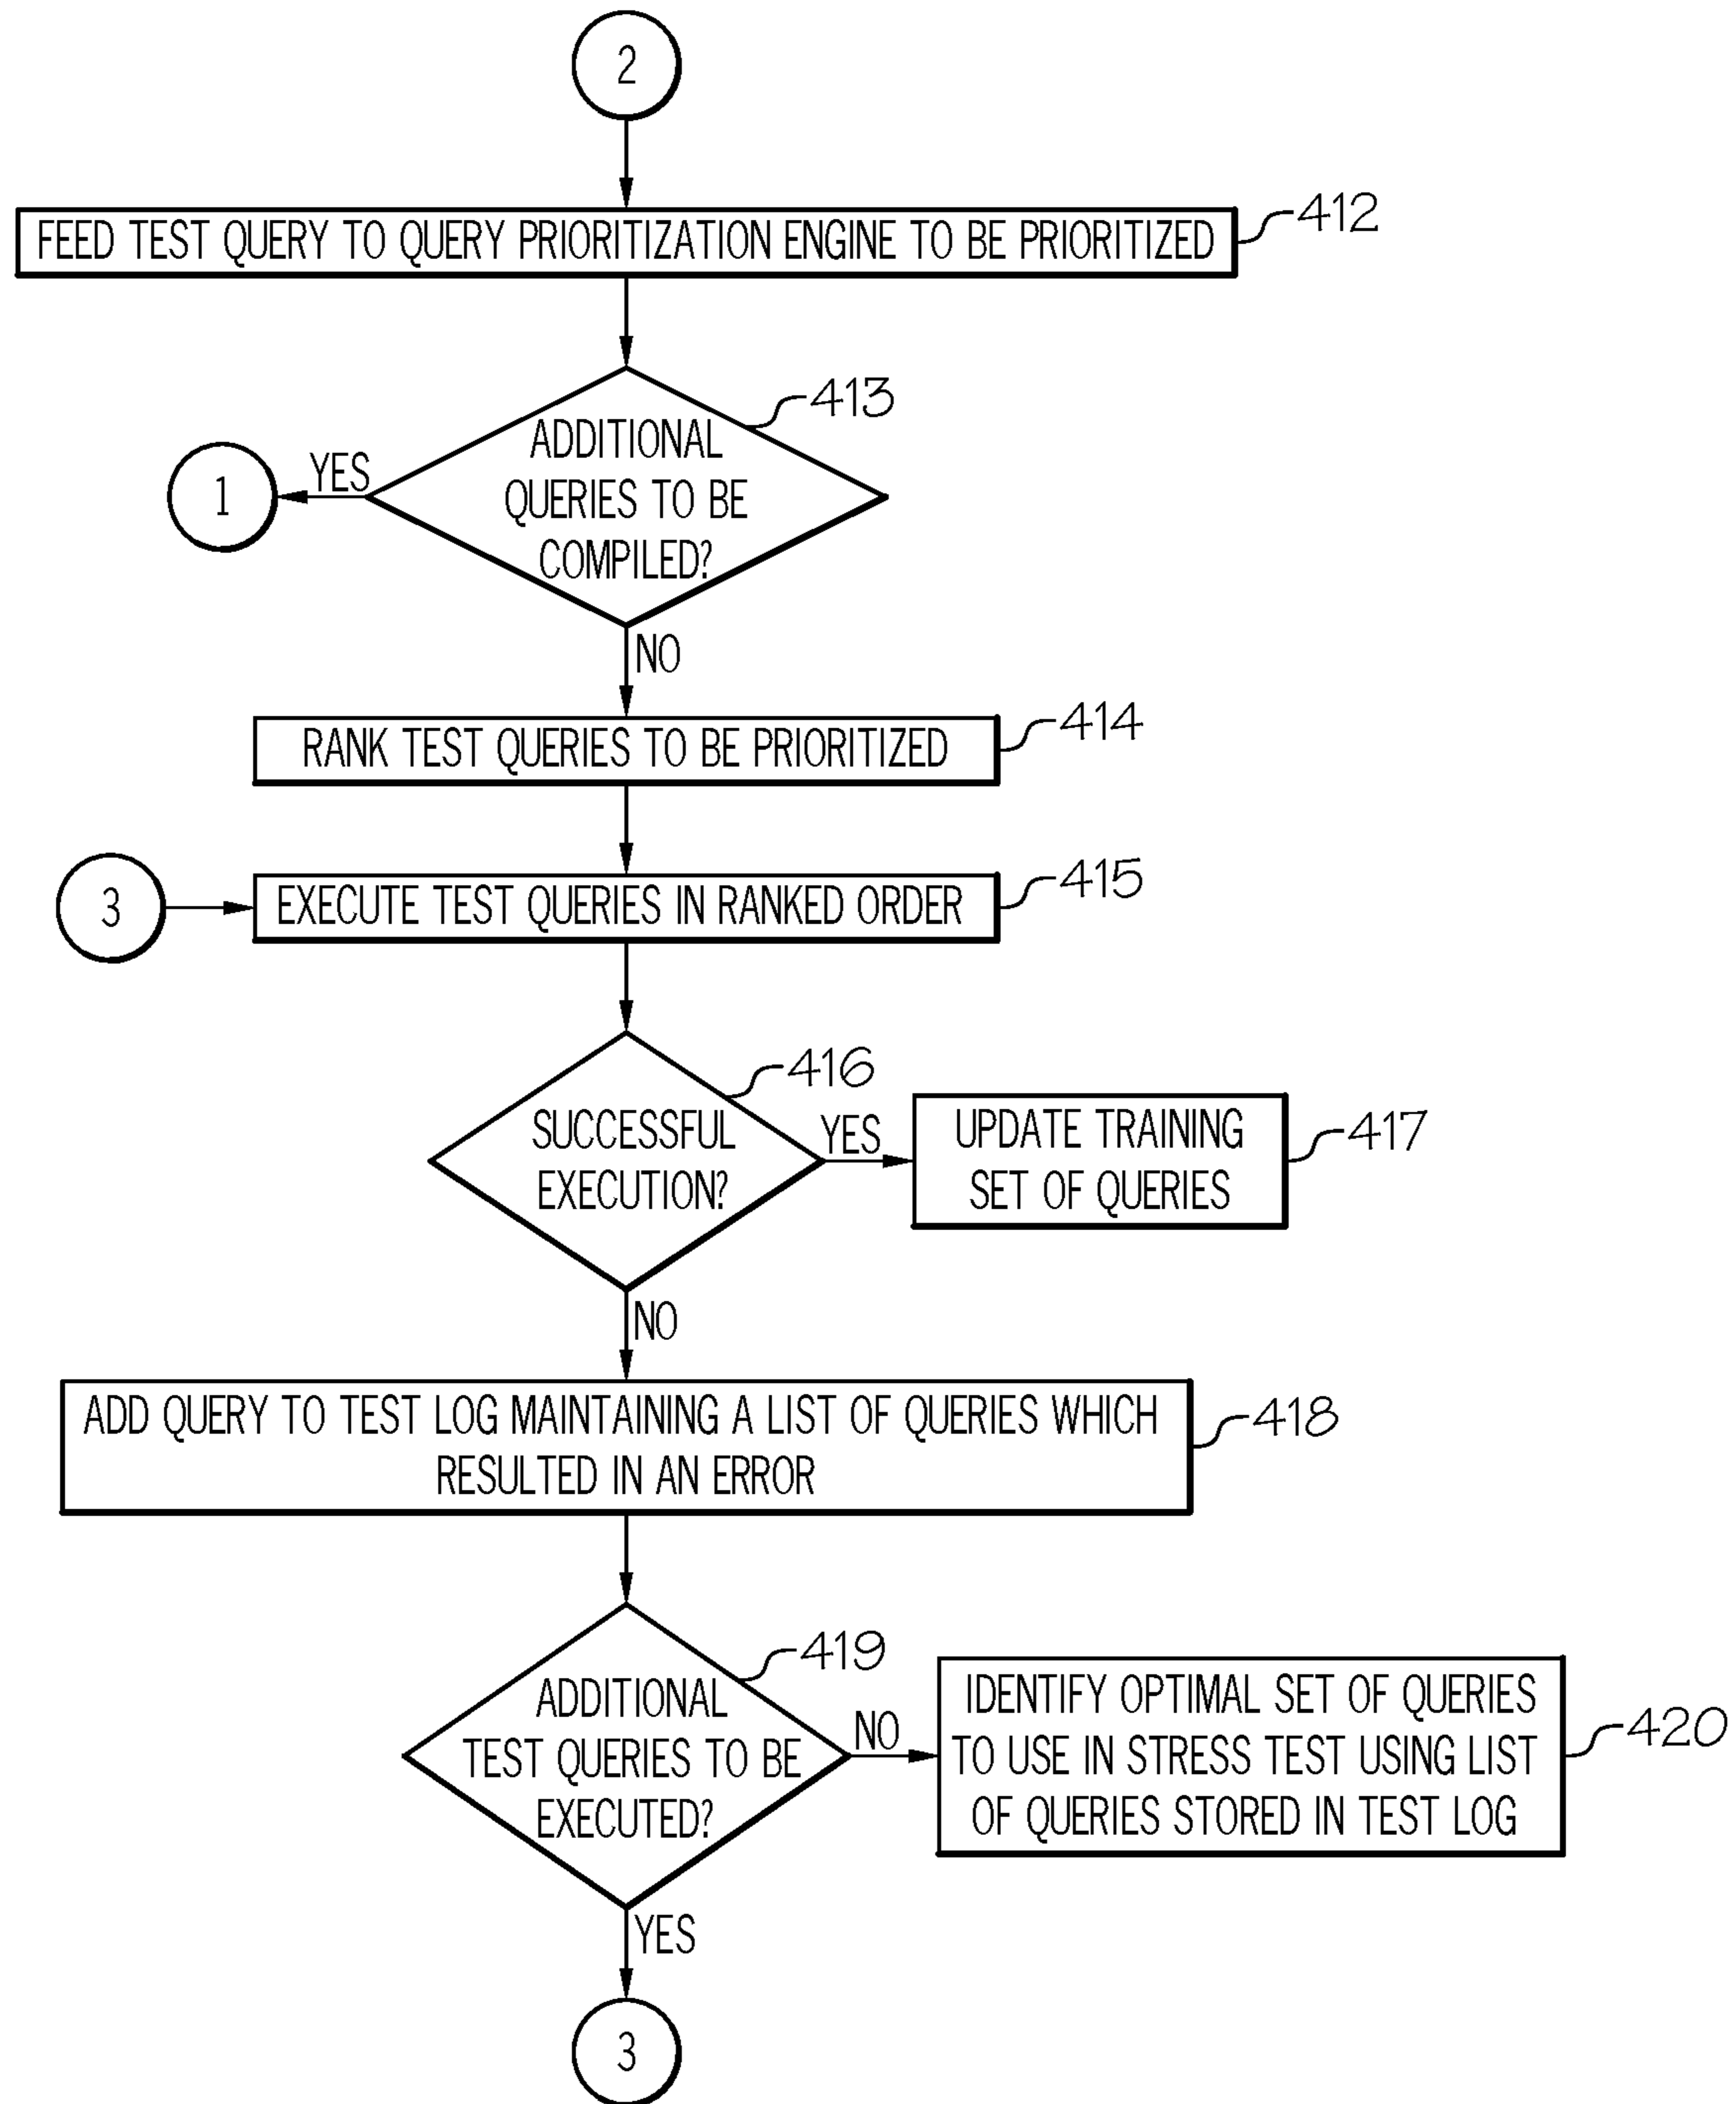 2
FEED TEST QUERY TO QUERY PRIORITIZATION ENGINE TO BE PRIORITIZED
412
413
ADDITIONAL
QUERIES TO BE
COMPILED?
YES
1
NO
RANK TEST QUERIES TO BE PRIORITIZED
414
3
EXECUTE TEST QUERIES IN RANKED ORDER
415
416
SUCCESSFUL
EXECUTION?
YES
UPDATE TRAINING
SET OF QUERIES
417
NO
ADD QUERY TO TEST LOG MAINTAINING A LIST OF QUERIES WHICH
RESULTED IN AN ERROR
418
419
ADDITIONAL
TEST QUERIES TO BE
EXECUTED?
NO
IDENTIFY OPTIMAL SET OF QUERIES
TO USE IN STRESS TEST USING LIST
OF QUERIES STORED IN TEST LOG
420
YES
3